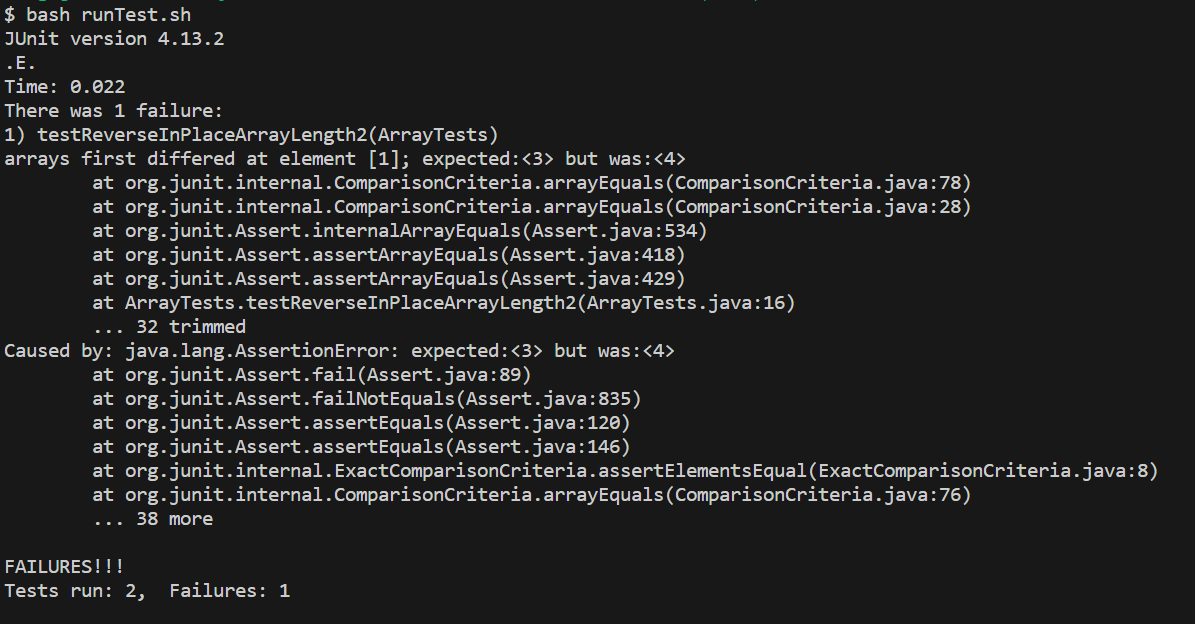 $ bash runTest.sh
JUnit version 4.13.2
.E.
Time: 0.022
There was 1 failure:
1) testReverseInPlaceArrayLength2(ArrayTests)
arrays first differed at element [1]; expected:<3> but was:<4>
        at org.junit.internal.ComparisonCriteria.arrayEquals(ComparisonCriteria.java:78)
        at org.junit.internal.ComparisonCriteria.arrayEquals(ComparisonCriteria.java:28)
        at org.junit.Assert.internalArrayEquals(Assert.java:534)
        at org.junit.Assert.assertArrayEquals(Assert.java:418)
        at org.junit.Assert.assertArrayEquals(Assert.java:429)
        at ArrayTests.testReverseInPlaceArrayLength2(ArrayTests.java:16)
        ... 32 trimmed
Caused by: java.lang.AssertionError: expected:<3> but was:<4>
        at org.junit.Assert.fail(Assert.java:89)
        at org.junit.Assert.failNotEquals(Assert.java:835)
        at org.junit.Assert.assertEquals(Assert.java:120)
        at org.junit.Assert.assertEquals(Assert.java:146)
        at org.junit.internal.ExactComparisonCriteria.assertElementsEqual(ExactComparisonCriteria.java:8)
        at org.junit.internal.ComparisonCriteria.arrayEquals(ComparisonCriteria.java:76)
        ... 38 more

FAILURES!!!
Tests run: 2,  Failures: 1